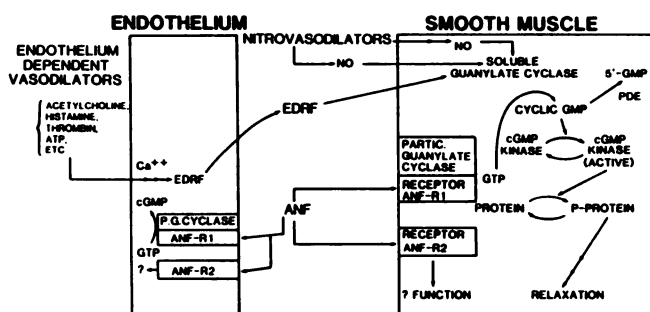 ENDOTHELIUM
SMOOTH MUSCLE
ENDOTHELIUM
DEPENDENT
VASODILATORS
ACETYLCHOLINE,
HISTAMINE,
THROMBIN,
ATP,
ETC
Ca++
EDRF
cGMP
GTP
P.G.CYCLASE
ANF-R1
?
ANF-R2
NITROVASODILATORS
NO
NO
EDRF
ANF
SOLUBLE
GUANYLATE CYCLASE
5'-GMP
PDE
CYCLIC GMP
cGMP
KINASE
cGMP
KINASE
(ACTIVE)
PARTIC.
GUANYLATE
CYCLASE
GTP
RECEPTOR
ANF-R1
PROTEIN
P-PROTEIN
RECEPTOR
ANF-R2
? FUNCTION
RELAXATION